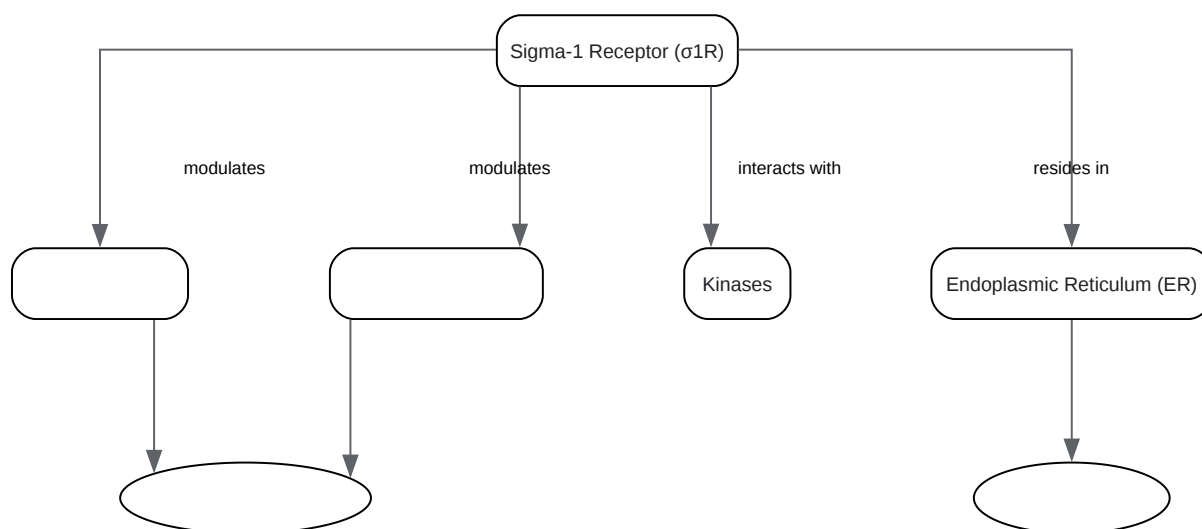 Sigma-1 Receptor (σ1R)
modulates
modulates
interacts with
resides in
Kinases
Endoplasmic Reticulum (ER)